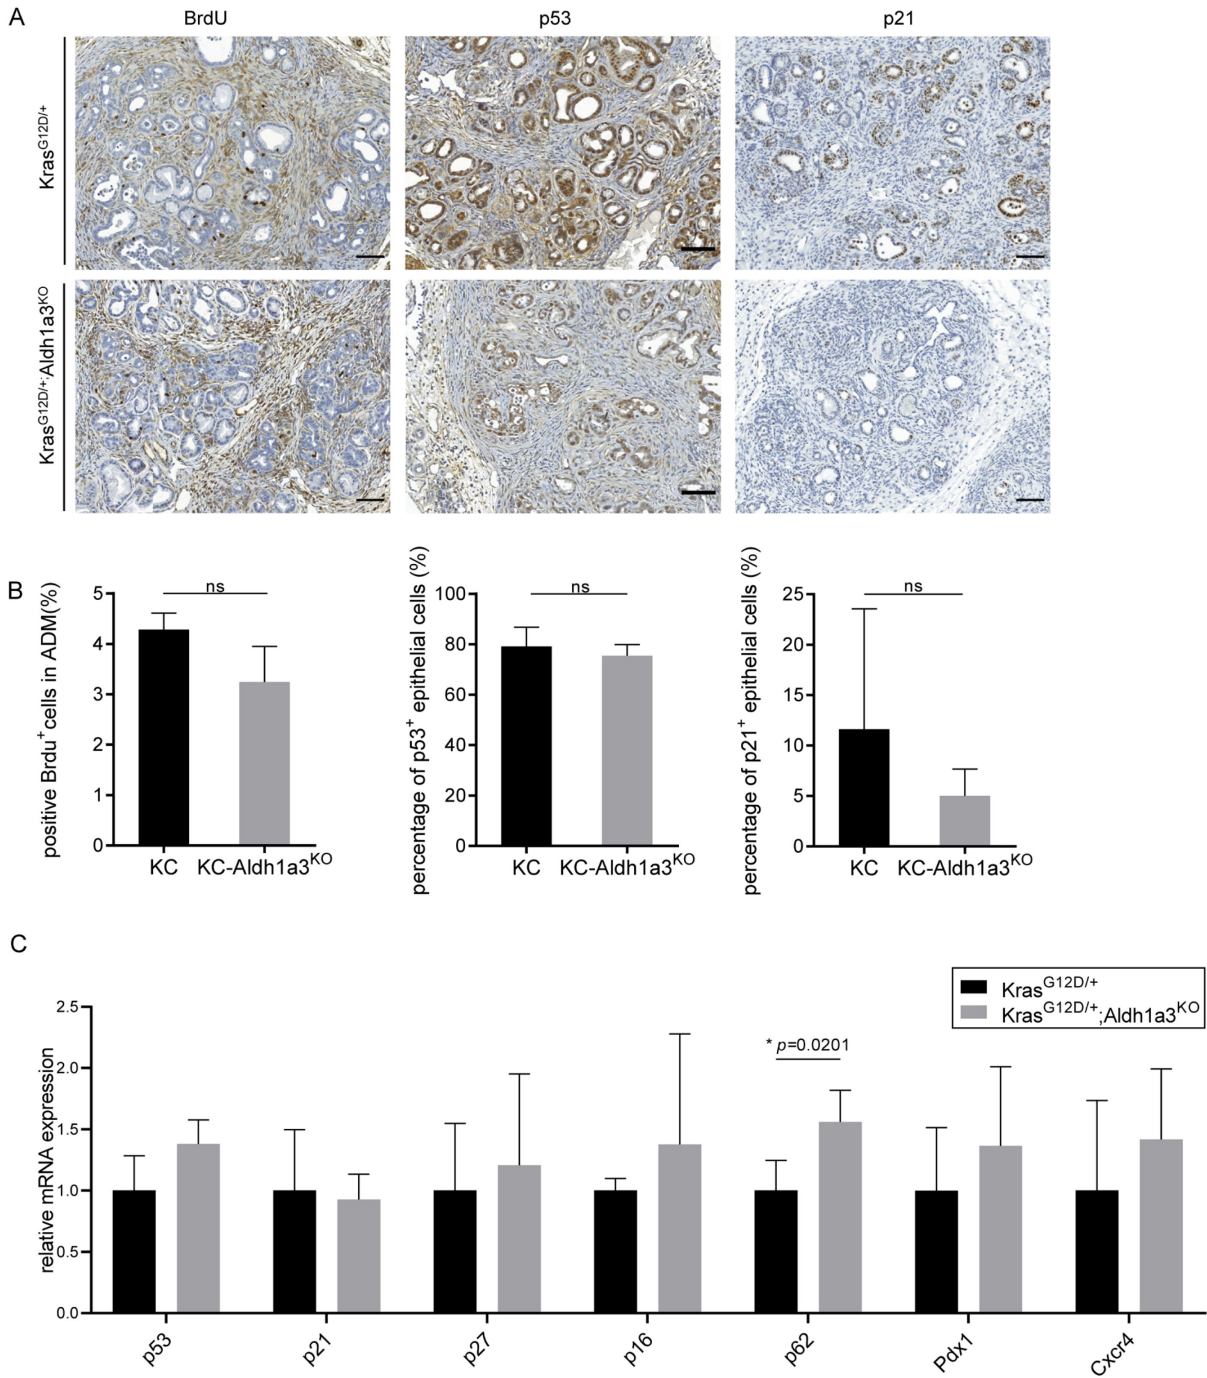 A
BrdU
p53
p21
Kras^G12D/+
Kras^G12D/+;Aldh1a3^KO
B
positive Brdu^+ cells in ADM(%)
5
4
3
2
1
0
ns
KC
KC-Aldh1a3^KO
percentage of p53^+ epithelial cells (%)
100
80
60
40
20
0
ns
KC
KC-Aldh1a3^KO
percentage of p21^+ epithelial cells (%)
25
20
15
10
5
0
ns
KC
KC-Aldh1a3^KO
C
Kras^G12D/+
Kras^G12D/+;Aldh1a3^KO
relative mRNA expression
2.5
2.0
1.5
1.0
0.5
0.0
* p=0.0201
p53
p21
p27
p16
p62
Pdx1
Cxcr4